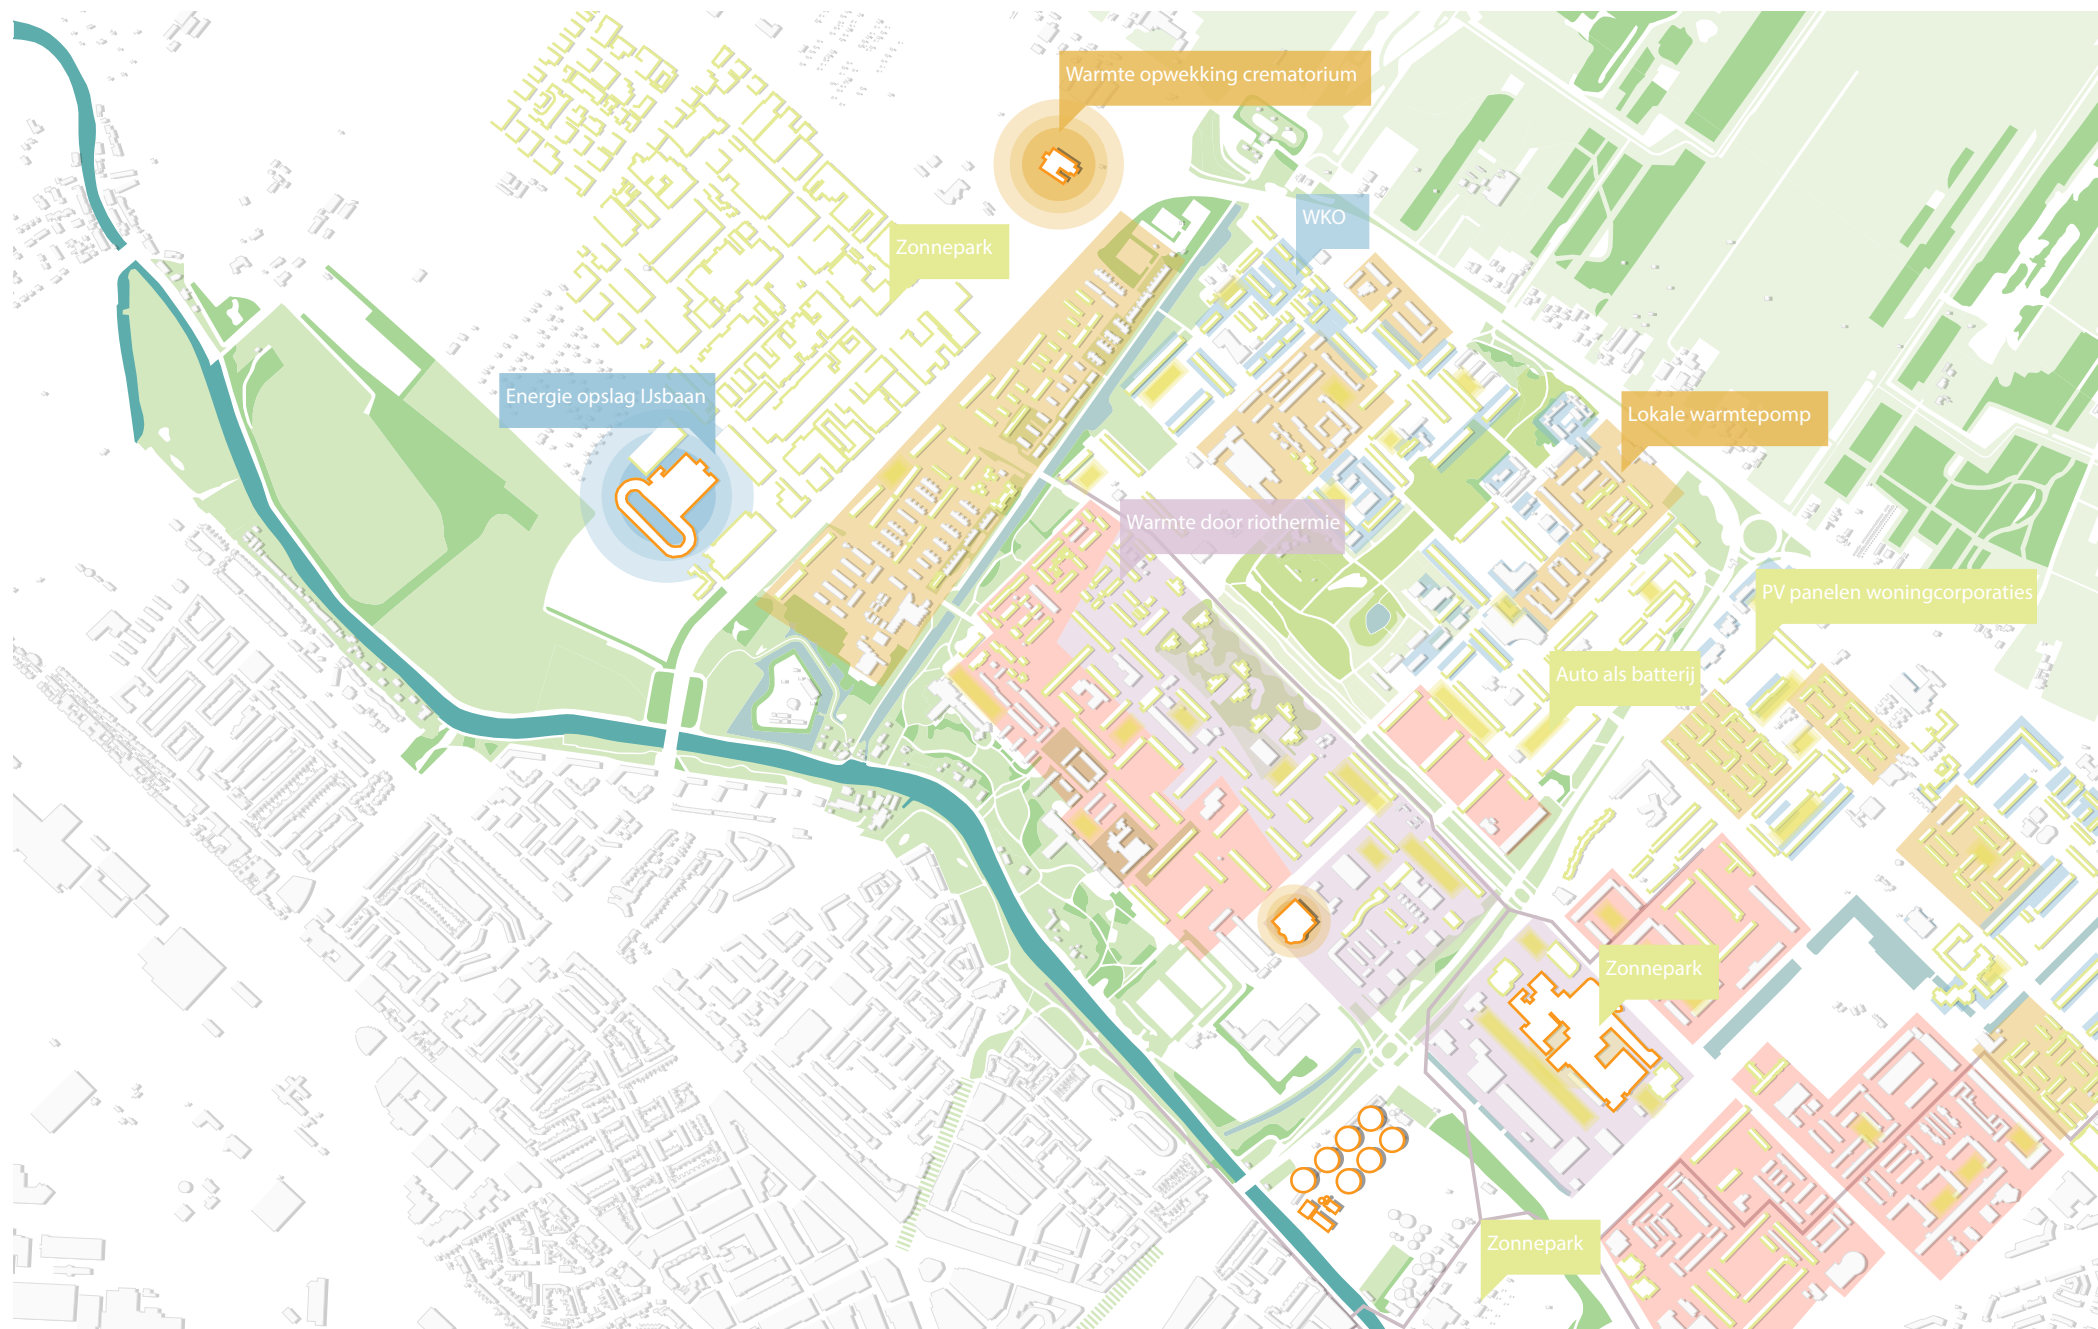 Warmte opwekking crematorium
WKO
Zonnepark
Energie opslag IJsbaan
Lokale warmtepomp
Warmte door riothermie
PV panelen woningcorporaties
Auto als batterij
Zonnepark
Zonnepark